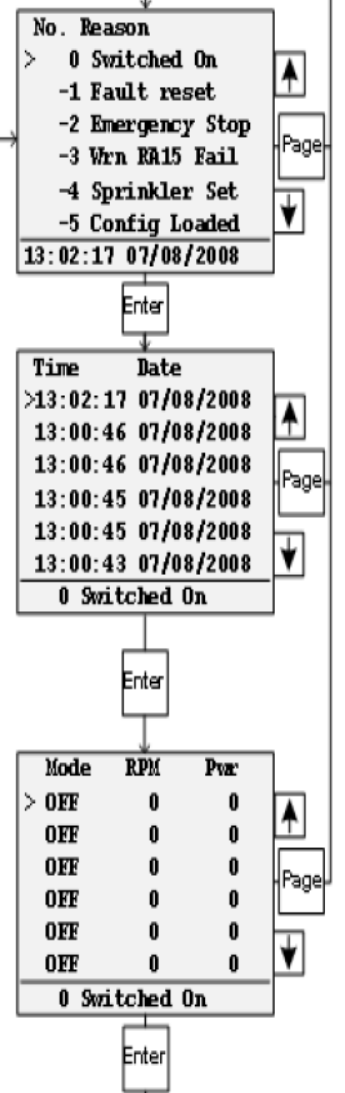 No. Reason
> 0 Switched On
-1 Fault reset
-2 Emergency Stop
-3 Wrn RA15 Fail
-4 Sprinkler Set
-5 Config Loaded
13:02:17 07/08/2008
Page
Enter
Time Date
>13:02:17 07/08/2008
13:00:46 07/08/2008
13:00:46 07/08/2008
13:00:45 07/08/2008
13:00:45 07/08/2008
13:00:43 07/08/2008
0 Switched On
Page
Enter
Mode RPM Pwr
> OFF 0 0
OFF 0 0
OFF 0 0
OFF 0 0
OFF 0 0
OFF 0 0
0 Switched On
Page
Enter